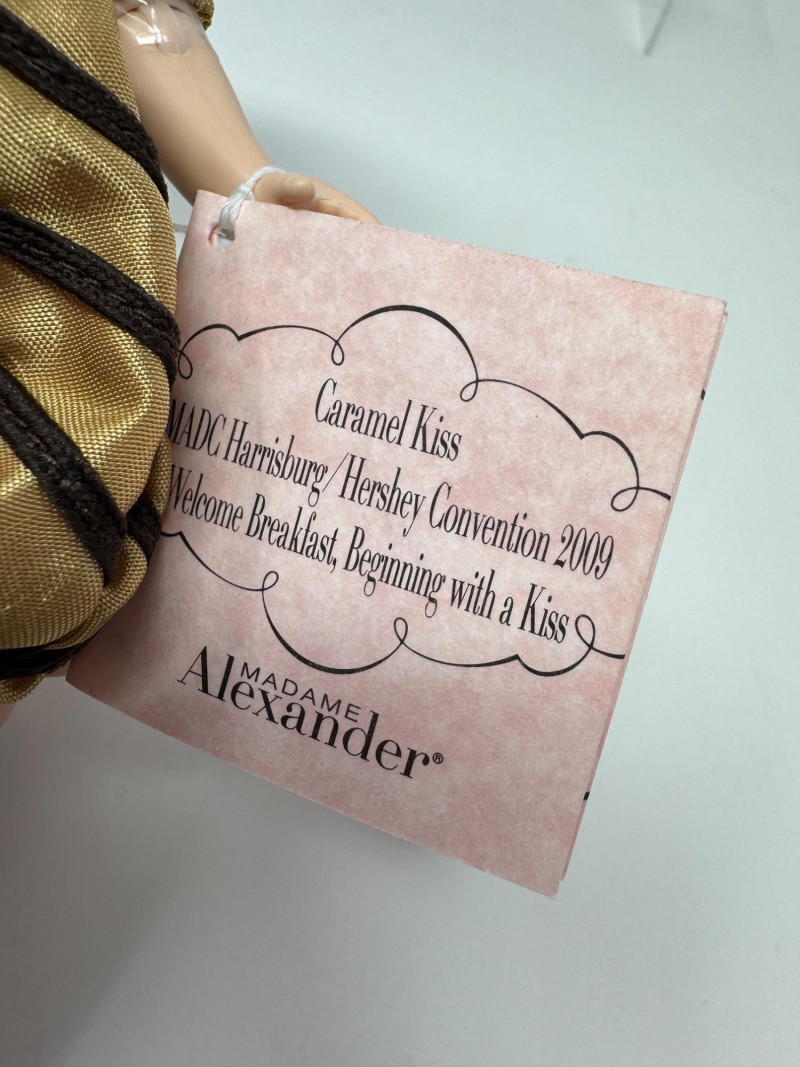 Caramel Kiss
MADC Harrisburg/Hershey Convention 2009
Welcome Breakfast, Beginning with a Kiss
MADAME
Alexander®